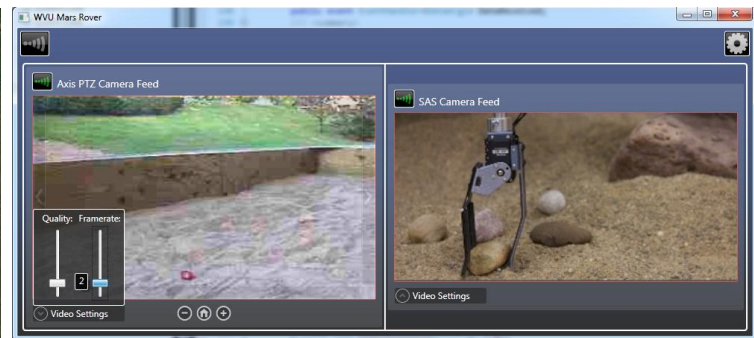 WVU Mars Rover
Axis PTZ Camera Feed
Quality: Framerate:
2
Video Settings
SAS Camera Feed
Video Settings